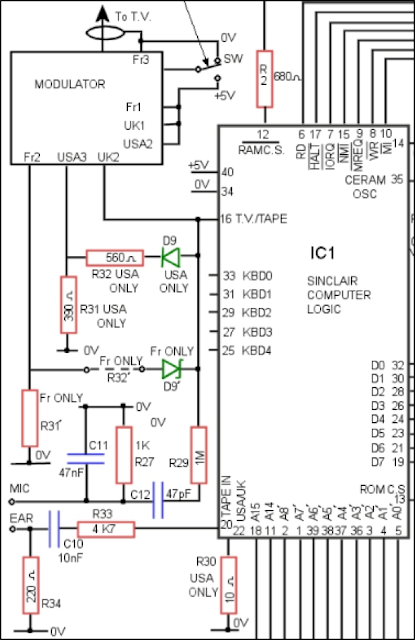 To T.V.
0V
Fr3
SW
MODULATOR
+5V
R2
680Ω
Fr1
UK1
USA2
Fr2 USA3 UK2
12 6 17 7 15 9 8 10
RAMC.S. RD HALT IORQ NMI MREQ WR MI
14
+5V 40
CERAM 35
OSC
0V 34
16 T.V./TAPE
D9
IC1
560Ω
R32 USA ONLY
USA ONLY
33 KBD0
SINCLAIR COMPUTER LOGIC
31 KBD1
390Ω
R31 USA ONLY
29 KBD2
27 KBD3
0V
25 KBD4
Fr ONLY
R32'
Fr ONLY
D9'
D0 32
D1 30
D2 28
D3 26
D4 24
D5 23
D6 21
D7 19
Fr ONLY
R31'
0V
0V
C11
47nF
1K
R27
R29
1M
0V
ROMC.S
13
MIC
C12 47pF
TAPE IN USA/UK A15 A14 A8' A7' A6' A5' A4' A3' A2' A1' A0'
20 22 18 11 2 1 39 38 37 36 3 4 5
EAR
R33
4K7
C10
10nF
R30
USA ONLY
10Ω
220Ω
R34
0V
0V